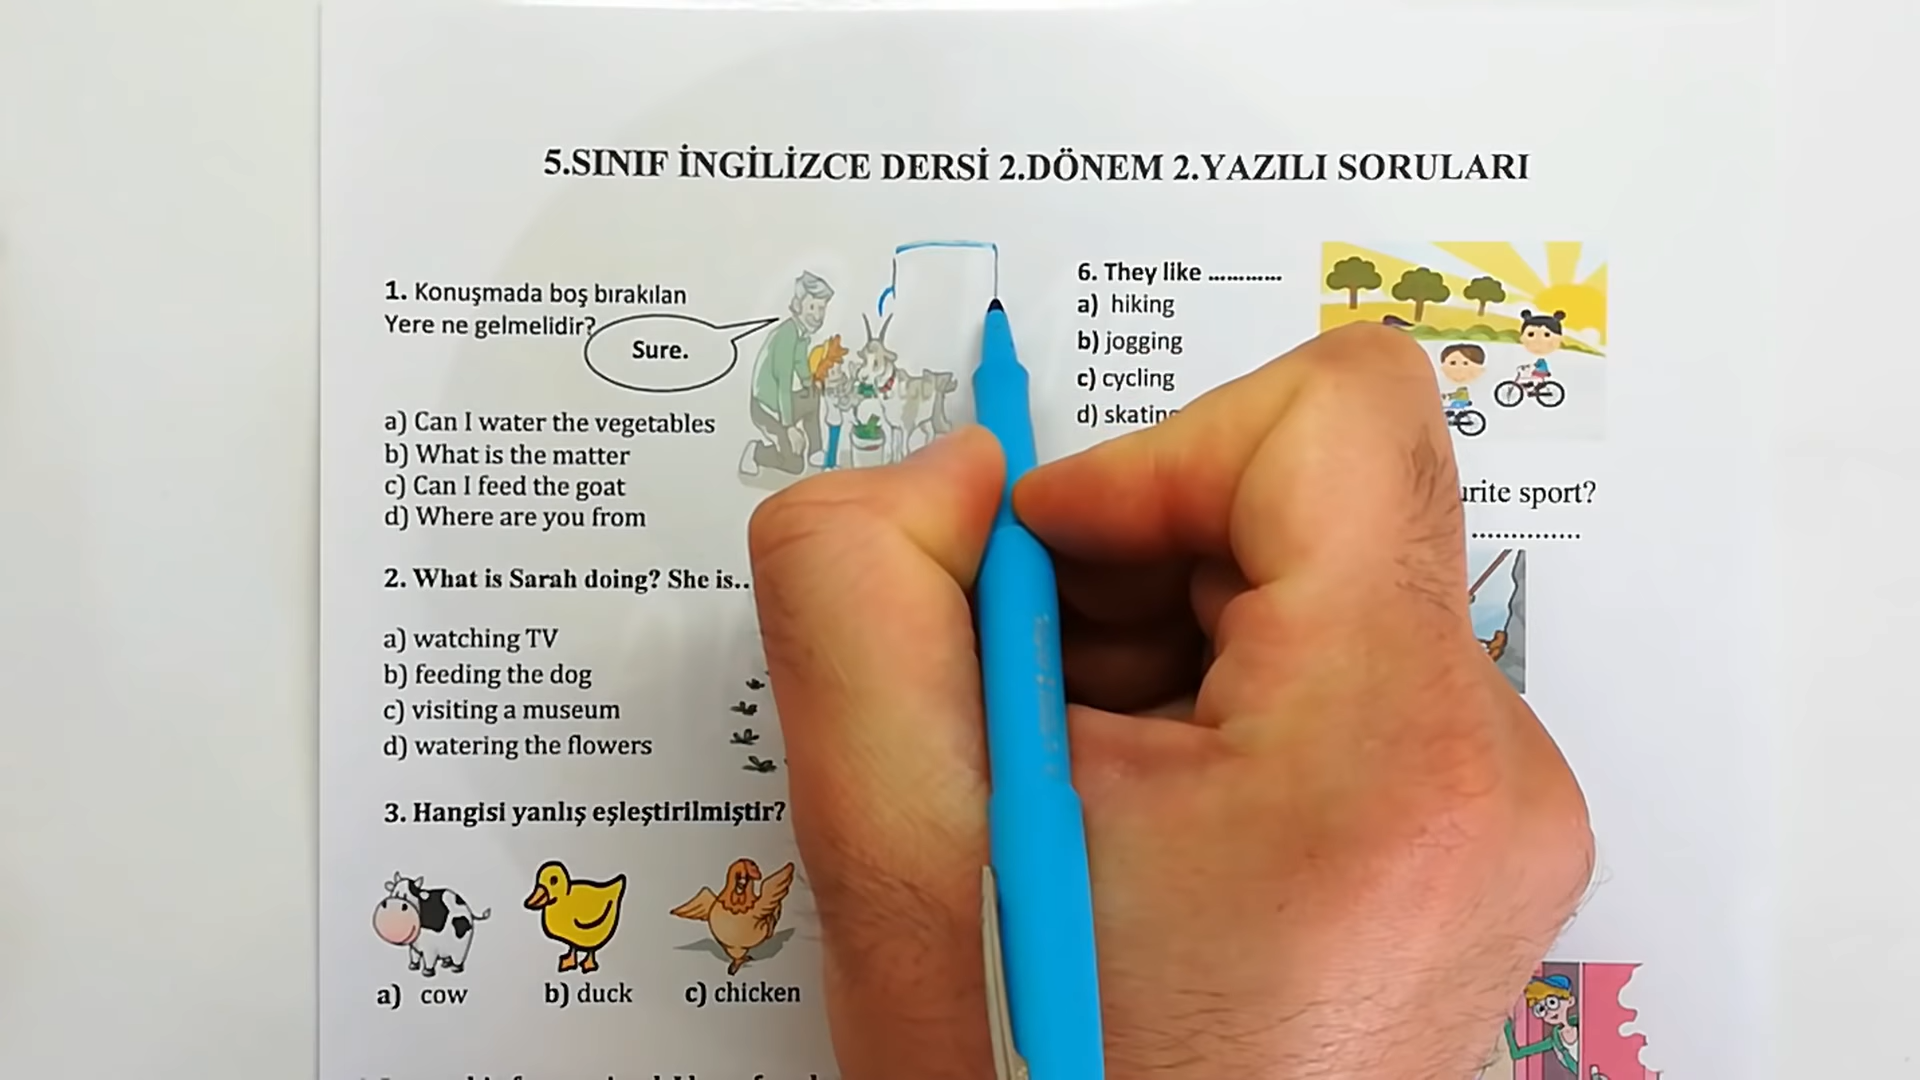 5.SINIF İNGİLİZCE DERSİ 2.DÖNEM 2.YAZILI SORULARI
1. Konuşmada boş bırakılan
Yere ne gelmelidir?
Sure.
a) Can I water the vegetables
b) What is the matter
c) Can I feed the goat
d) Where are you from
2. What is Sarah doing? She is..
a) watching TV
b) feeding the dog
c) visiting a museum
d) watering the flowers
3. Hangisi yanlış eşleştirilmiştir?
a) cow
b) duck
c) chicken
6. They like ............
a) hiking
b) jogging
c) cycling
d) skating
sport?
..............